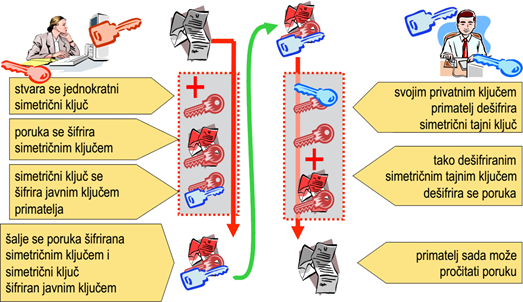 stvara se jednokratni
simetrični ključ
poruka se šifrira
simetričnim ključem
simetrični ključ se
šifrira javnim ključem
primatelja
šalje se poruka šifrirana
simetričnim ključem i
simetrični ključ
šifriran javnim ključem
svojim privatnim ključem
primatelj dešifrira
simetrični tajni ključ
tako dešifriranim
simetričnim tajnim ključem
dešifrira se poruka
primatelj sada može
pročitati poruku